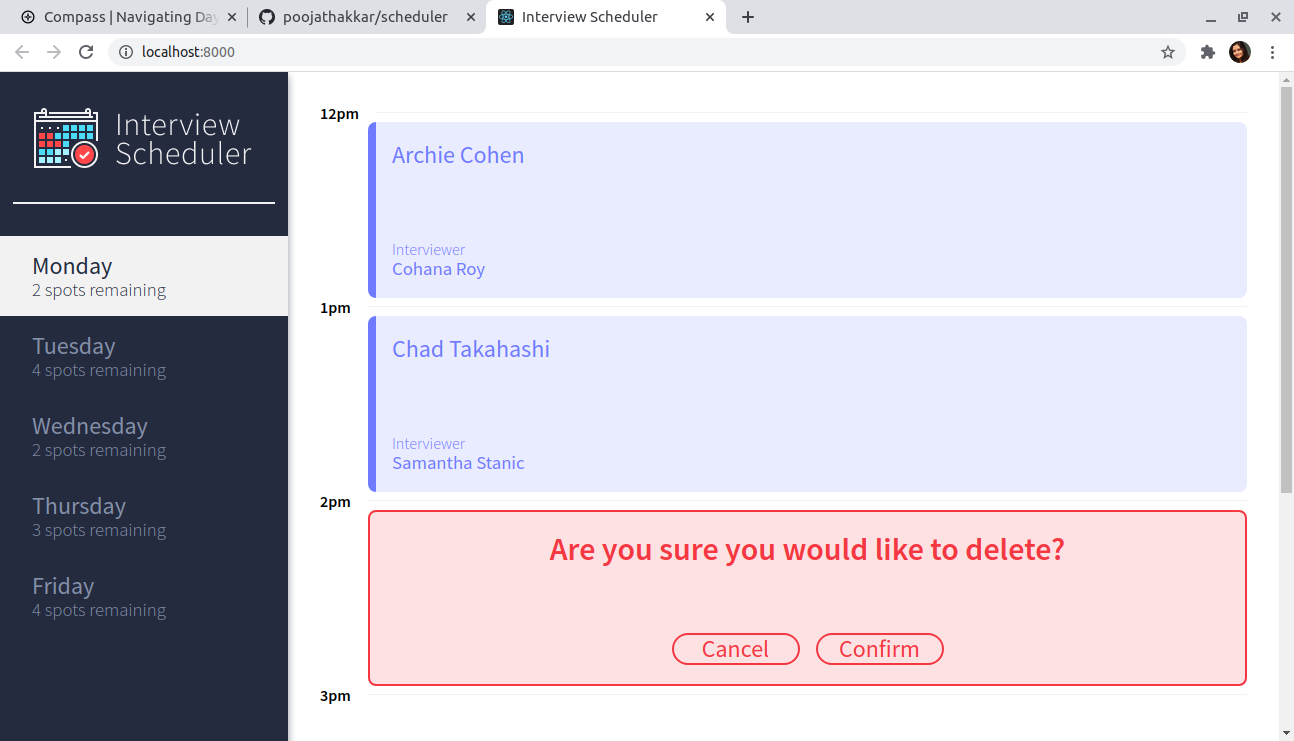 Compass | Navigating Day
poojathakkar/scheduler
Interview Scheduler
localhost:8000
Interview
Scheduler
Monday
2 spots remaining
Tuesday
4 spots remaining
Wednesday
2 spots remaining
Thursday
3 spots remaining
Friday
4 spots remaining
12pm
Archie Cohen
Interviewer
Cohana Roy
1pm
Chad Takahashi
Interviewer
Samantha Stanic
2pm
Are you sure you would like to delete?
Cancel Confirm
3pm